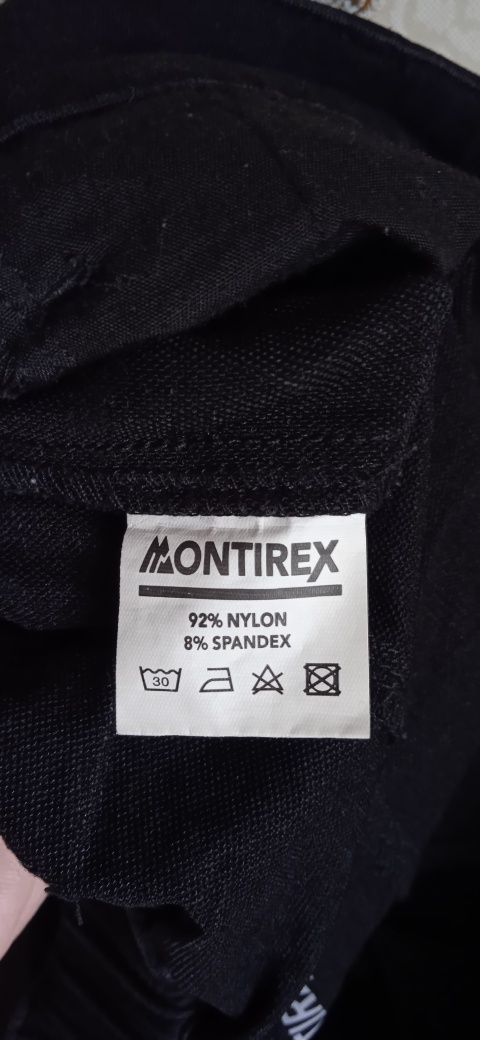 MONTIREX
92% NYLON
8% SPANDEX
30